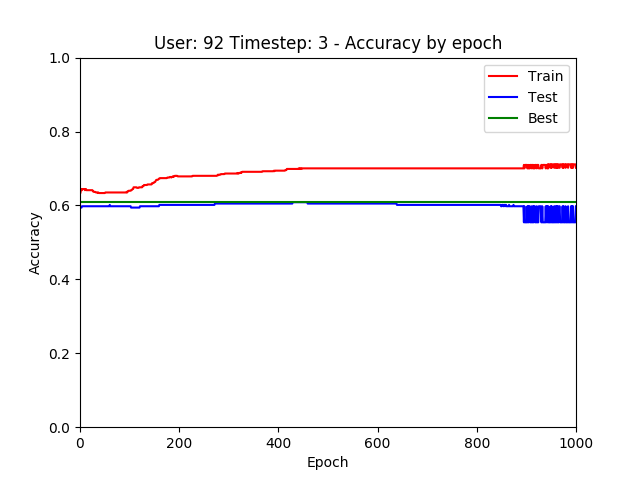 User: 92 Timestep: 3 - Accuracy by epoch
1.0
0.8
0.6
0.4
0.2
0.0
Accuracy
Train
Test
Best
0 200 400 600 800 1000
Epoch